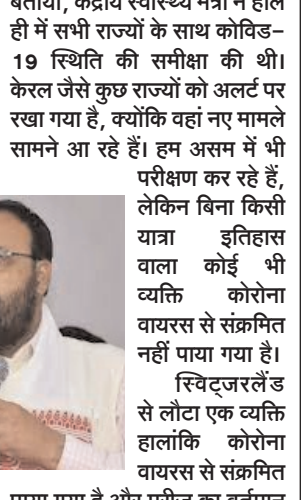 बताया, केंद्रीय स्वास्थ्य मंत्री ने हाल
ही में सभी राज्यों के साथ कोविड-
19 स्थिति की समीक्षा की थी।
केरल जैसे कुछ राज्यों को अलर्ट पर
रखा गया है, क्योंकि वहां नए मामले
सामने आ रहे हैं। हम असम में भी
परीक्षण कर रहे हैं,
लेकिन बिना किसी
यात्रा इतिहास
वाला कोई भी
व्यक्ति कोरोना
वायरस से संक्रमित
नहीं पाया गया है।
स्विट्जरलैंड
से लौटा एक व्यक्ति
हालांकि कोरोना
वायरस से संक्रमित
पाया गया है और मरीज का वर्तमान